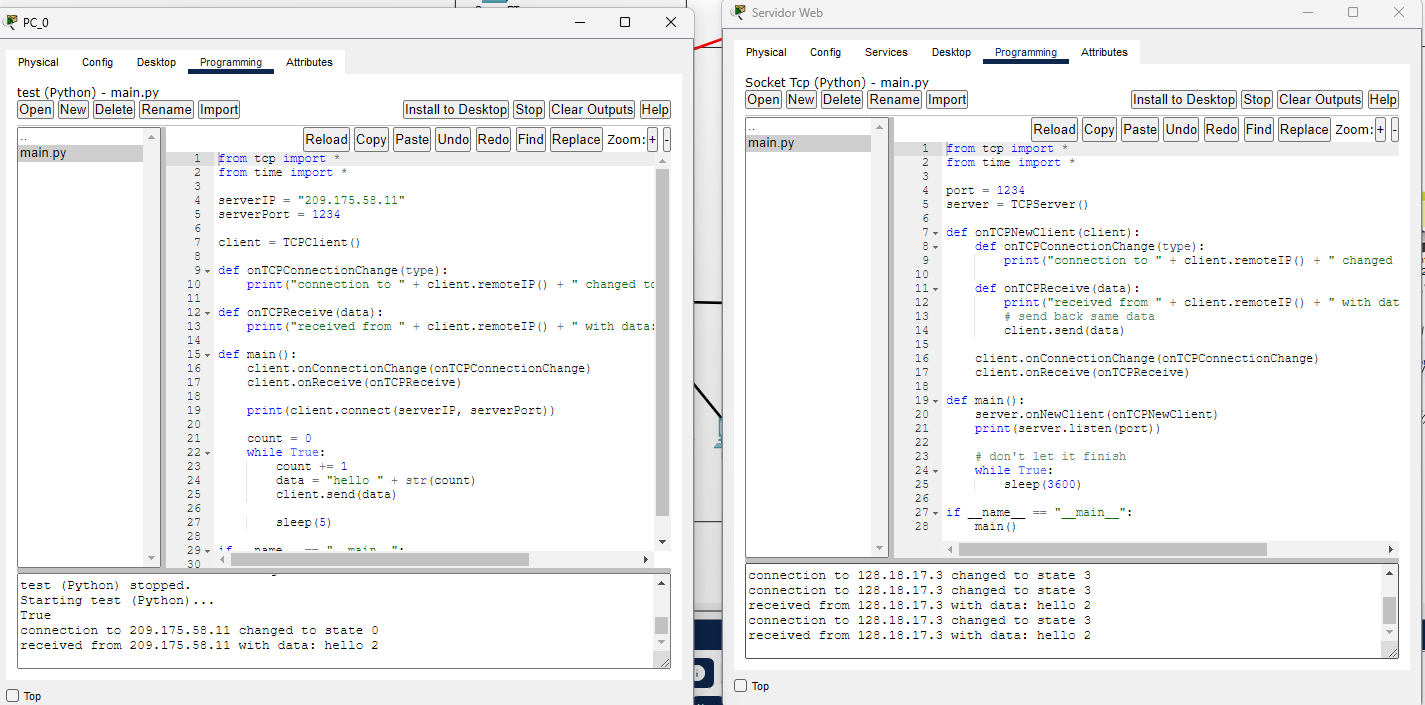 PC_0
Physical Config Desktop Programming Attributes
test (Python) - main.py
Open New Delete Rename Import Install to Desktop Stop Clear Outputs Help
Reload Copy Paste Undo Redo Find Replace Zoom: + -
..
main.py
1 from tcp import *
2 from time import *
3
4 serverIP = "209.175.58.11"
5 serverPort = 1234
6
7 client = TCPClient()
8
9 def onTCPConnectionChange(type):
10 print("connection to " + client.remoteIP() + " changed to
11
12 def onTCPReceive(data):
13 print("received from " + client.remoteIP() + " with data:
14
15 def main():
16 client.onConnectionChange(onTCPConnectionChange)
17 client.onReceive(onTCPReceive)
18
19 print(client.connect(serverIP, serverPort))
20
21 count = 0
22 while True:
23 count += 1
24 data = "hello " + str(count)
25 client.send(data)
26
27 sleep(5)
28
29 if __name__ == "__main__":
30
test (Python) stopped.
Starting test (Python)...
True
connection to 209.175.58.11 changed to state 0
received from 209.175.58.11 with data: hello 2
Top
Servidor Web
Physical Config Services Desktop Programming Attributes
Socket Tcp (Python) - main.py
Open New Delete Rename Import Install to Desktop Stop Clear Outputs Help
Reload Copy Paste Undo Redo Find Replace Zoom: + -
..
main.py
1 from tcp import *
2 from time import *
3
4 port = 1234
5 server = TCPServer()
6
7 def onTCPNewClient(client):
8 def onTCPConnectionChange(type):
9 print("connection to " + client.remoteIP() + " changed
10
11 def onTCPReceive(data):
12 print("received from " + client.remoteIP() + " with dat
13 # send back same data
14 client.send(data)
15
16 client.onConnectionChange(onTCPConnectionChange)
17 client.onReceive(onTCPReceive)
18
19 def main():
20 server.onNewClient(onTCPNewClient)
21 print(server.listen(port))
22
23 # don't let it finish
24 while True:
25 sleep(3600)
26
27 if __name__ == "__main__":
28 main()
connection to 128.18.17.3 changed to state 3
connection to 128.18.17.3 changed to state 3
received from 128.18.17.3 with data: hello 2
connection to 128.18.17.3 changed to state 3
received from 128.18.17.3 with data: hello 2
Top